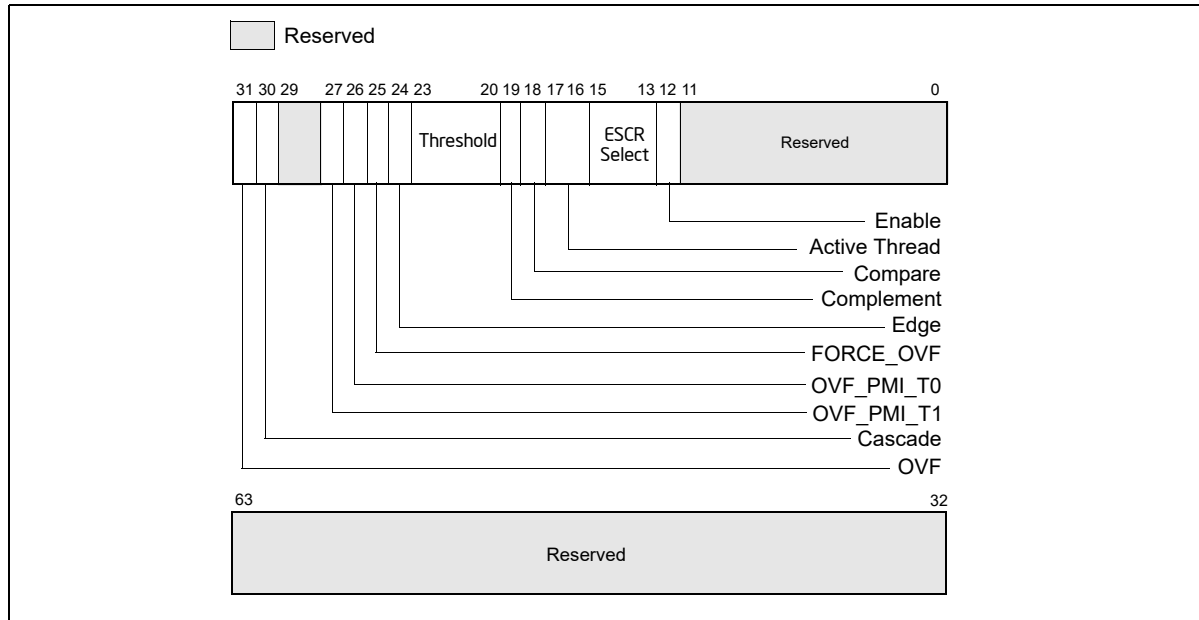 Reserved
31 30 29 27 26 25 24 23 20 19 18 17 16 15 13 12 11 0
Threshold
ESCR
Select
Reserved
Enable
Active Thread
Compare
Complement
Edge
FORCE_OVF
OVF_PMI_T0
OVF_PMI_T1
Cascade
OVF
63 32
Reserved